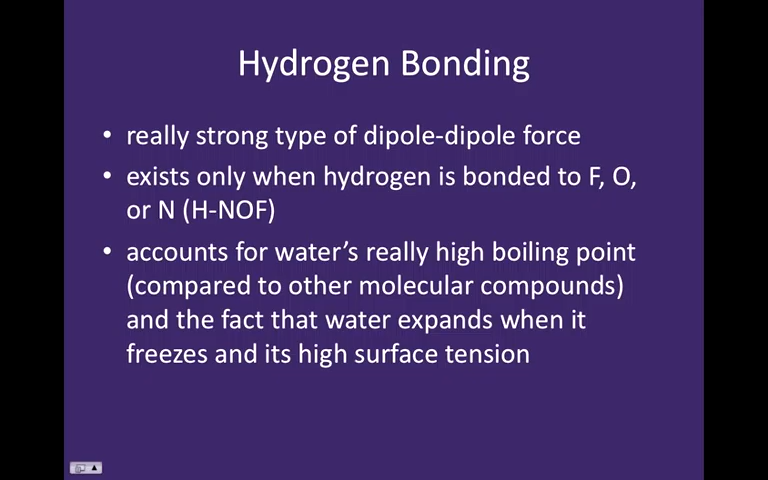 Hydrogen Bonding
• really strong type of dipole-dipole force
• exists only when hydrogen is bonded to F, O,
or N (H-NOF)
• accounts for water’s really high boiling point
(compared to other molecular compounds)
and the fact that water expands when it
freezes and its high surface tension